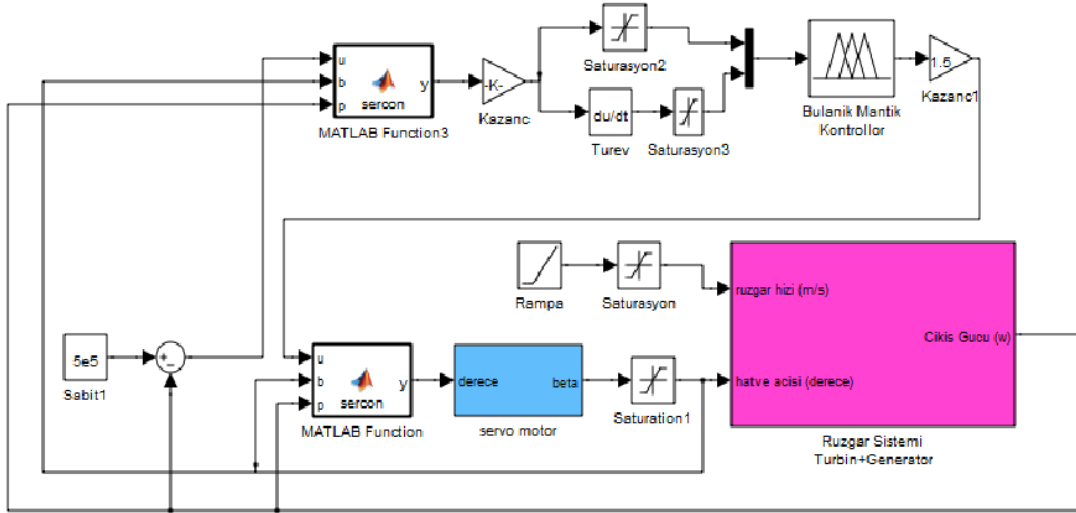 u
b
p
sercon
y
MATLAB Function3
-K-
Kazanc
Saturasyon2
du/dt
Turev
Saturasyon3
Bulanik Mantik
Kontrollor
1.5
Kazanc1
Rampa
Saturasyon
ruzgar hizi (m/s)
Cikis Gucu (w)
hatve acisi (derece)
Ruzgar Sistemi
Turbin+Generator
5e5
Sabit1
+
−
u
b
p
sercon
y
MATLAB Function
derece
beta
servo motor
Saturation1